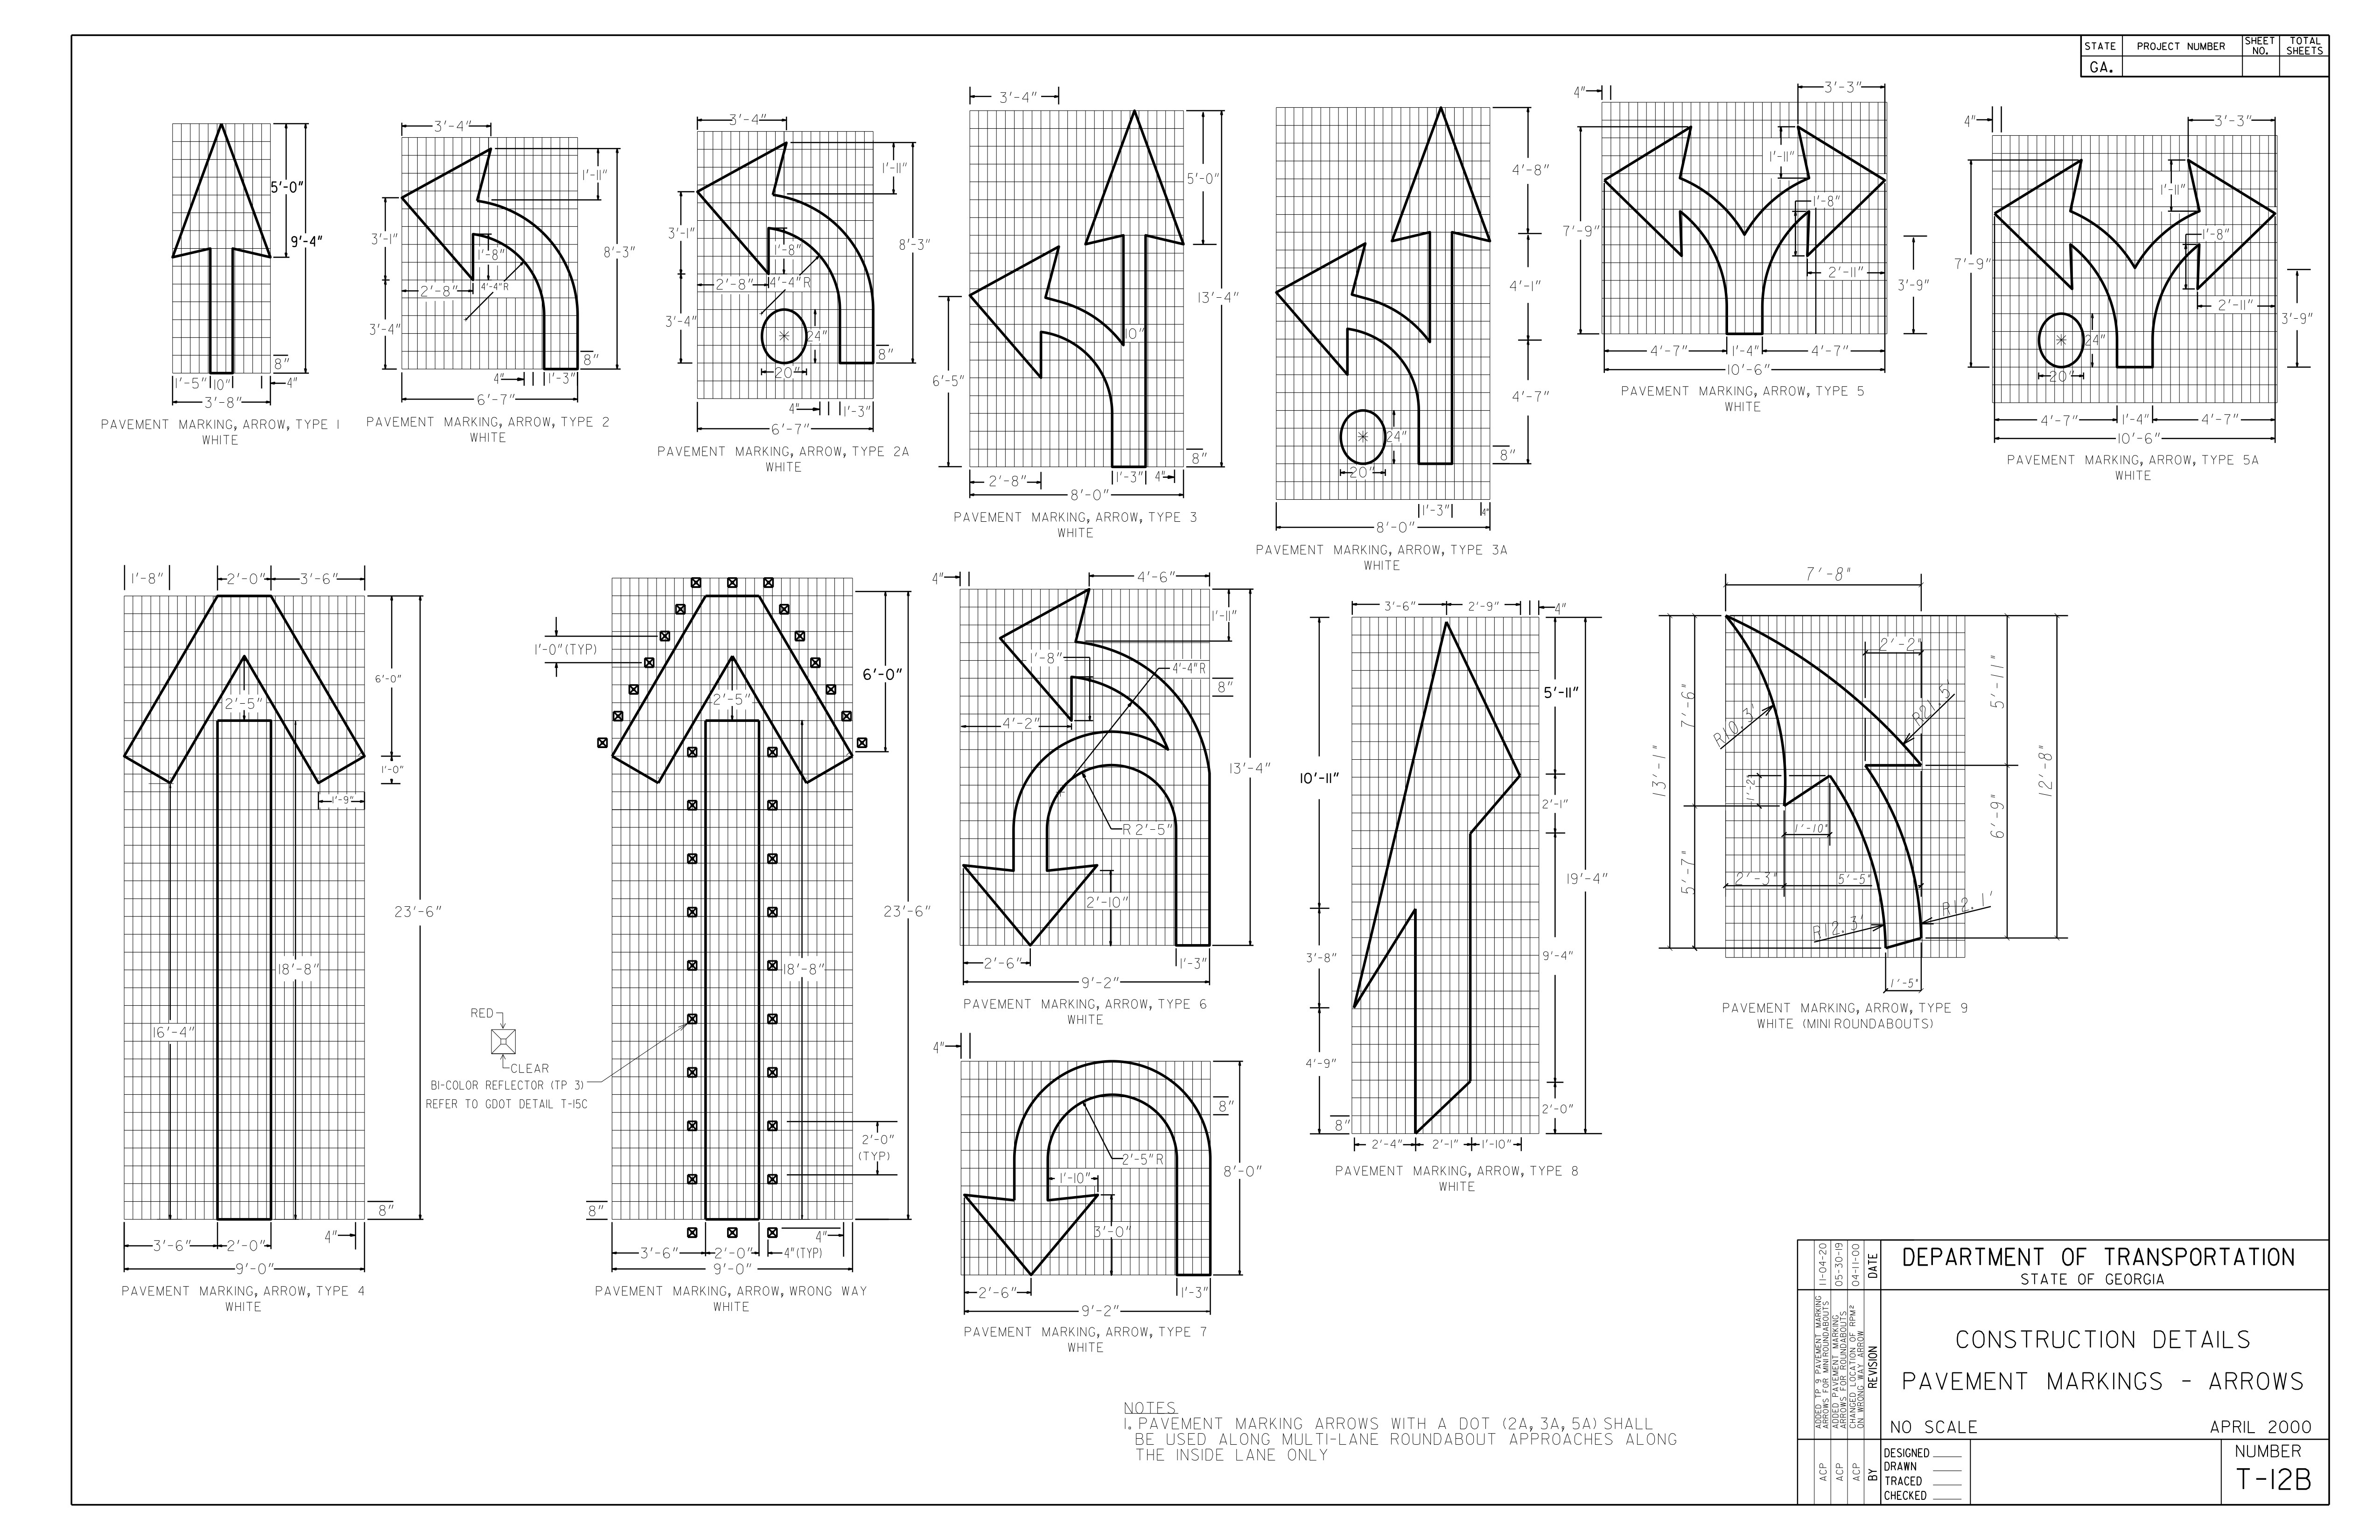 STATE
PROJECT NUMBER
SHEET NO.
TOTAL SHEETS
GA.
5'-0"
9'-4"
8"
1'-5"
10"
4"
3'-8"
PAVEMENT MARKING, ARROW, TYPE 1
WHITE
3'-4"
1'-11"
3'-1"
8'-3"
1'-8"
2'-8"
4'-4"R
3'-4"
8"
4"
1'-3"
6'-7"
PAVEMENT MARKING, ARROW, TYPE 2
WHITE
3'-4"
1'-11"
3'-1"
8'-3"
1'-8"
2'-8"
4'-4"R
3'-4"
24"
8"
20"
4"
1'-3"
6'-7"
PAVEMENT MARKING, ARROW, TYPE 2A
WHITE
3'-4"
5'-0"
13'-4"
10"
6'-5"
8"
2'-8"
1'-3"
4"
8'-0"
PAVEMENT MARKING, ARROW, TYPE 3
WHITE
4'-8"
4'-1"
4'-7"
24"
8"
20"
1'-3"
4"
8'-0"
PAVEMENT MARKING, ARROW, TYPE 3A
WHITE
4"
3'-3"
1'-11"
1'-8"
7'-9"
2'-11"
3'-9"
4'-7"
1'-4"
4'-7"
10'-6"
PAVEMENT MARKING, ARROW, TYPE 5
WHITE
4"
3'-3"
1'-11"
1'-8"
7'-9"
2'-11"
3'-9"
24"
20"
4'-7"
1'-4"
4'-7"
10'-6"
PAVEMENT MARKING, ARROW, TYPE 5A
WHITE
1'-8"
2'-0"
3'-6"
6'-0"
2'-5"
1'-0"
1'-9"
23'-6"
18'-8"
16'-4"
8"
4"
3'-6"
2'-0"
9'-0"
PAVEMENT MARKING, ARROW, TYPE 4
WHITE
1'-0"(TYP)
6'-0"
2'-5"
23'-6"
18'-8"
RED
CLEAR
BI-COLOR REFLECTOR (TP 3)
REFER TO GDOT DETAIL T-15C
2'-0"
(TYP)
8"
4"
3'-6"
2'-0"
4"(TYP)
9'-0"
PAVEMENT MARKING, ARROW, WRONG WAY
WHITE
4"
4'-6"
1'-11"
1'-8"
4'-4"R
8"
4'-2"
13'-4"
R 2'-5"
2'-10"
2'-6"
1'-3"
9'-2"
PAVEMENT MARKING, ARROW, TYPE 6
WHITE
4"
8"
2'-5"R
8'-0"
1'-10"
3'-0"
2'-6"
1'-3"
9'-2"
PAVEMENT MARKING, ARROW, TYPE 7
WHITE
3'-6"
2'-9"
4"
5'-11"
10'-11"
2'-1"
19'-4"
3'-8"
9'-4"
4'-9"
2'-0"
8"
2'-4"
2'-1"
1'-10"
PAVEMENT MARKING, ARROW, TYPE 8
WHITE
7'-8"
2'-2"
5'-11"
7'-6"
R10.3'
13'-1"
12'-8"
1'-2"
1'-10"
6'-9"
5'-7"
2'-3"
5'-5"
R12.1'
R12.3'
1'-5"
PAVEMENT MARKING, ARROW, TYPE 9
WHITE (MINI ROUNDABOUTS)
NOTES
1. PAVEMENT MARKING ARROWS WITH A DOT (2A, 3A, 5A) SHALL
BE USED ALONG MULTI-LANE ROUNDABOUT APPROACHES ALONG
THE INSIDE LANE ONLY
11-04-20
05-30-19
04-11-00
DATE
ADDED TP 9 PAVEMENT MARKING
ARROWS FOR MINI ROUNDABOUTS
ADDED PAVEMENT MARKING
ARROWS FOR ROUNDABOUTS
CHANGED LOCATION OF RPM²
ON WRONG WAY ARROW
REVISION
ACP
ACP
ACP
BY
DEPARTMENT OF TRANSPORTATION
STATE OF GEORGIA
CONSTRUCTION DETAILS
PAVEMENT MARKINGS - ARROWS
NO SCALE
APRIL 2000
DESIGNED
DRAWN
TRACED
CHECKED
NUMBER
T-12B